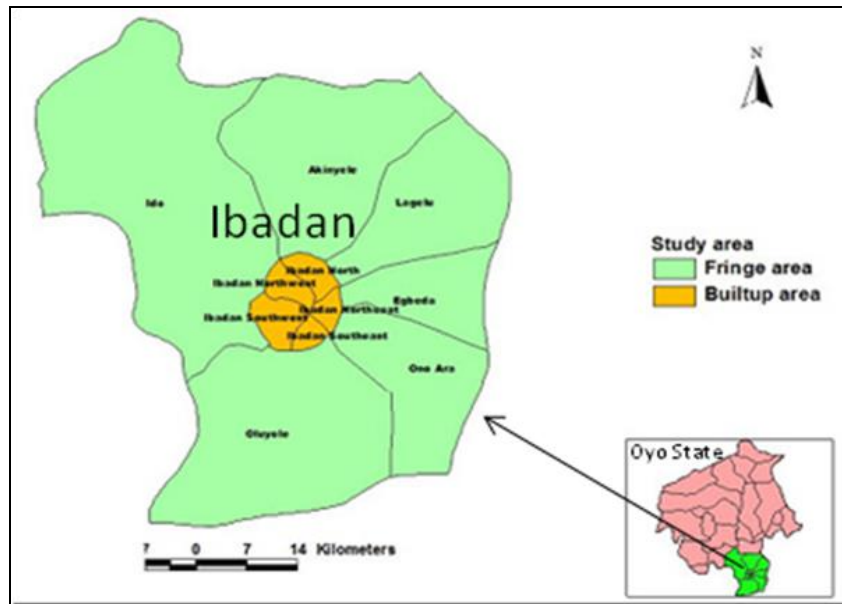 N
Akinyele
Lagelu
Ido
Ibadan
Study area
Fringe area
Builtup area
Ibadan North
Ibadan Northwest
Ibadan Northeast
Egbeda
Ibadan Southwest
Ibadan Southeast
Ona Ara
Oluyole
Oyo State
7 0 7 14 Kilometers